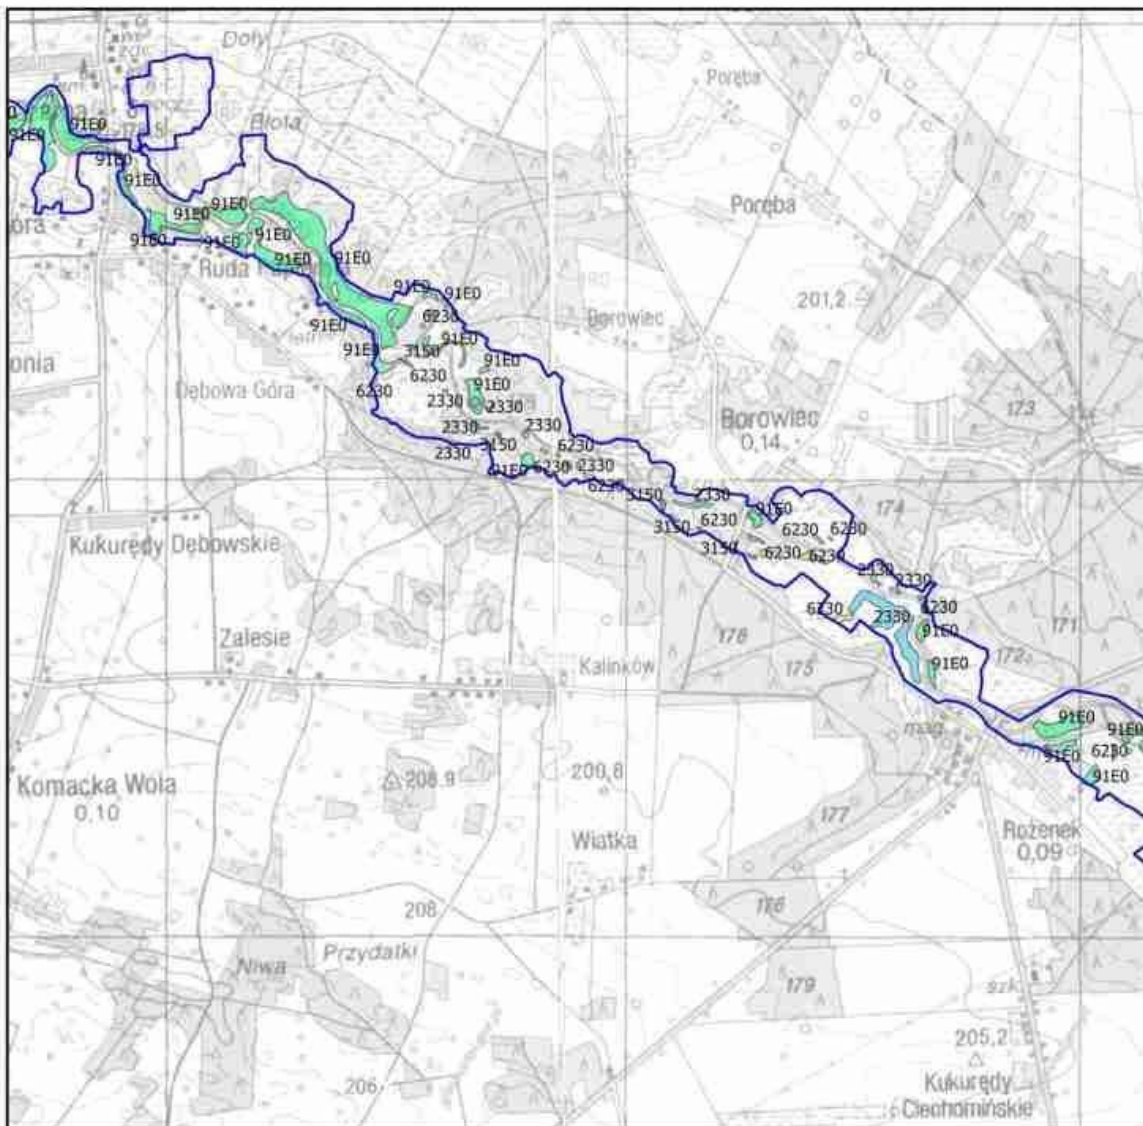 Doły
Poręba
91E0
91E0
Błota
91E0
91E0
91E0
91E0
Poręba
91E0
91E0
91E0
91E0
91E0
Ruda
91E0
91E0
201,2
6230
91E0
Borowiec
91E0
91E0
3150
91E0
6230
Dębowa Góra
6230
91E0
2330
2330
173
Borowiec
0,14
2330
2330
3150
6230
2330
91E0
6230
2330
6230
3150
2330
91E0
174
3150
6230
6230
6230
Kukurędy Dębowskie
3150
6230
6230
2330
2330
6230
2330
6230
91E0
171
Zalesie
176
175
Kalinków
91E0
172
91E0
91E0
91E0
6230
91E0
Komacka Wola
0,10
208.9
200,8
177
Wiatka
Rożenek
0,09
208
176
Przydatki
Niwa
179
szk.
205,2
206
Kukurędy
Ciechomińskie